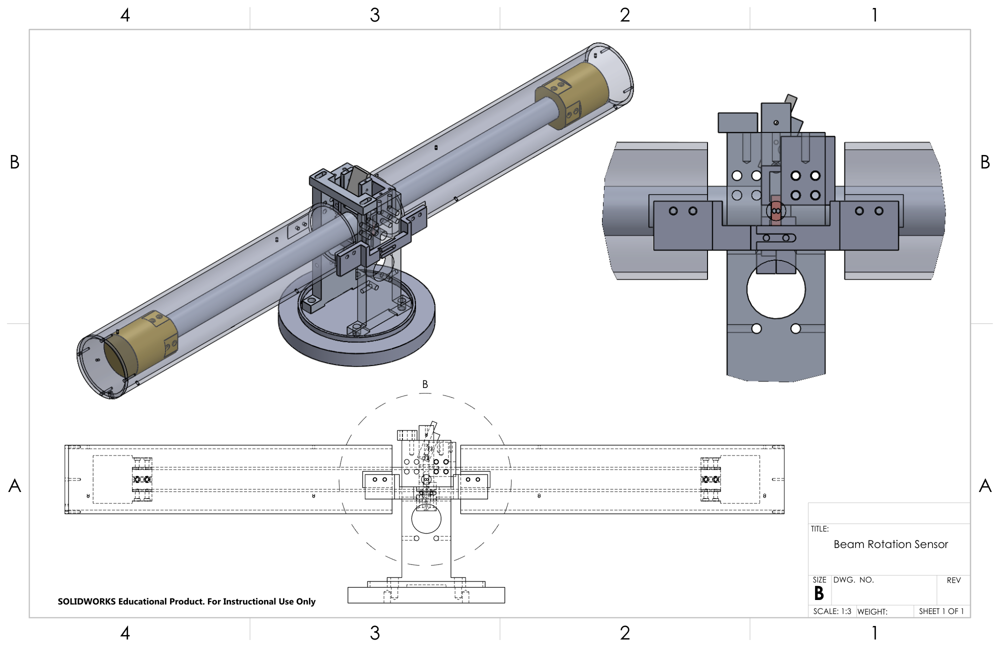 4 3 2 1
B B
B
A A
TITLE:
Beam Rotation Sensor
SIZE DWG. NO. REV
B
SCALE: 1:3 WEIGHT: SHEET 1 OF 1
SOLIDWORKS Educational Product. For Instructional Use Only
4 3 2 1